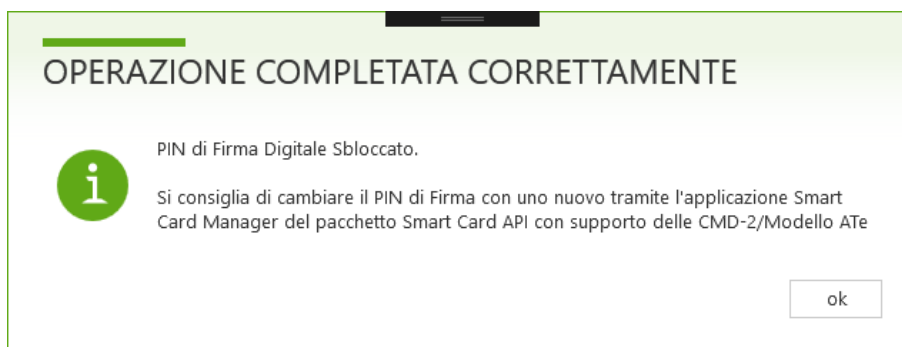 OPERAZIONE COMPLETATA CORRETTAMENTE
PIN di Firma Digitale Sbloccato.
Si consiglia di cambiare il PIN di Firma con uno nuovo tramite l'applicazione Smart
Card Manager del pacchetto Smart Card API con supporto delle CMD-2/Modello ATe
ok